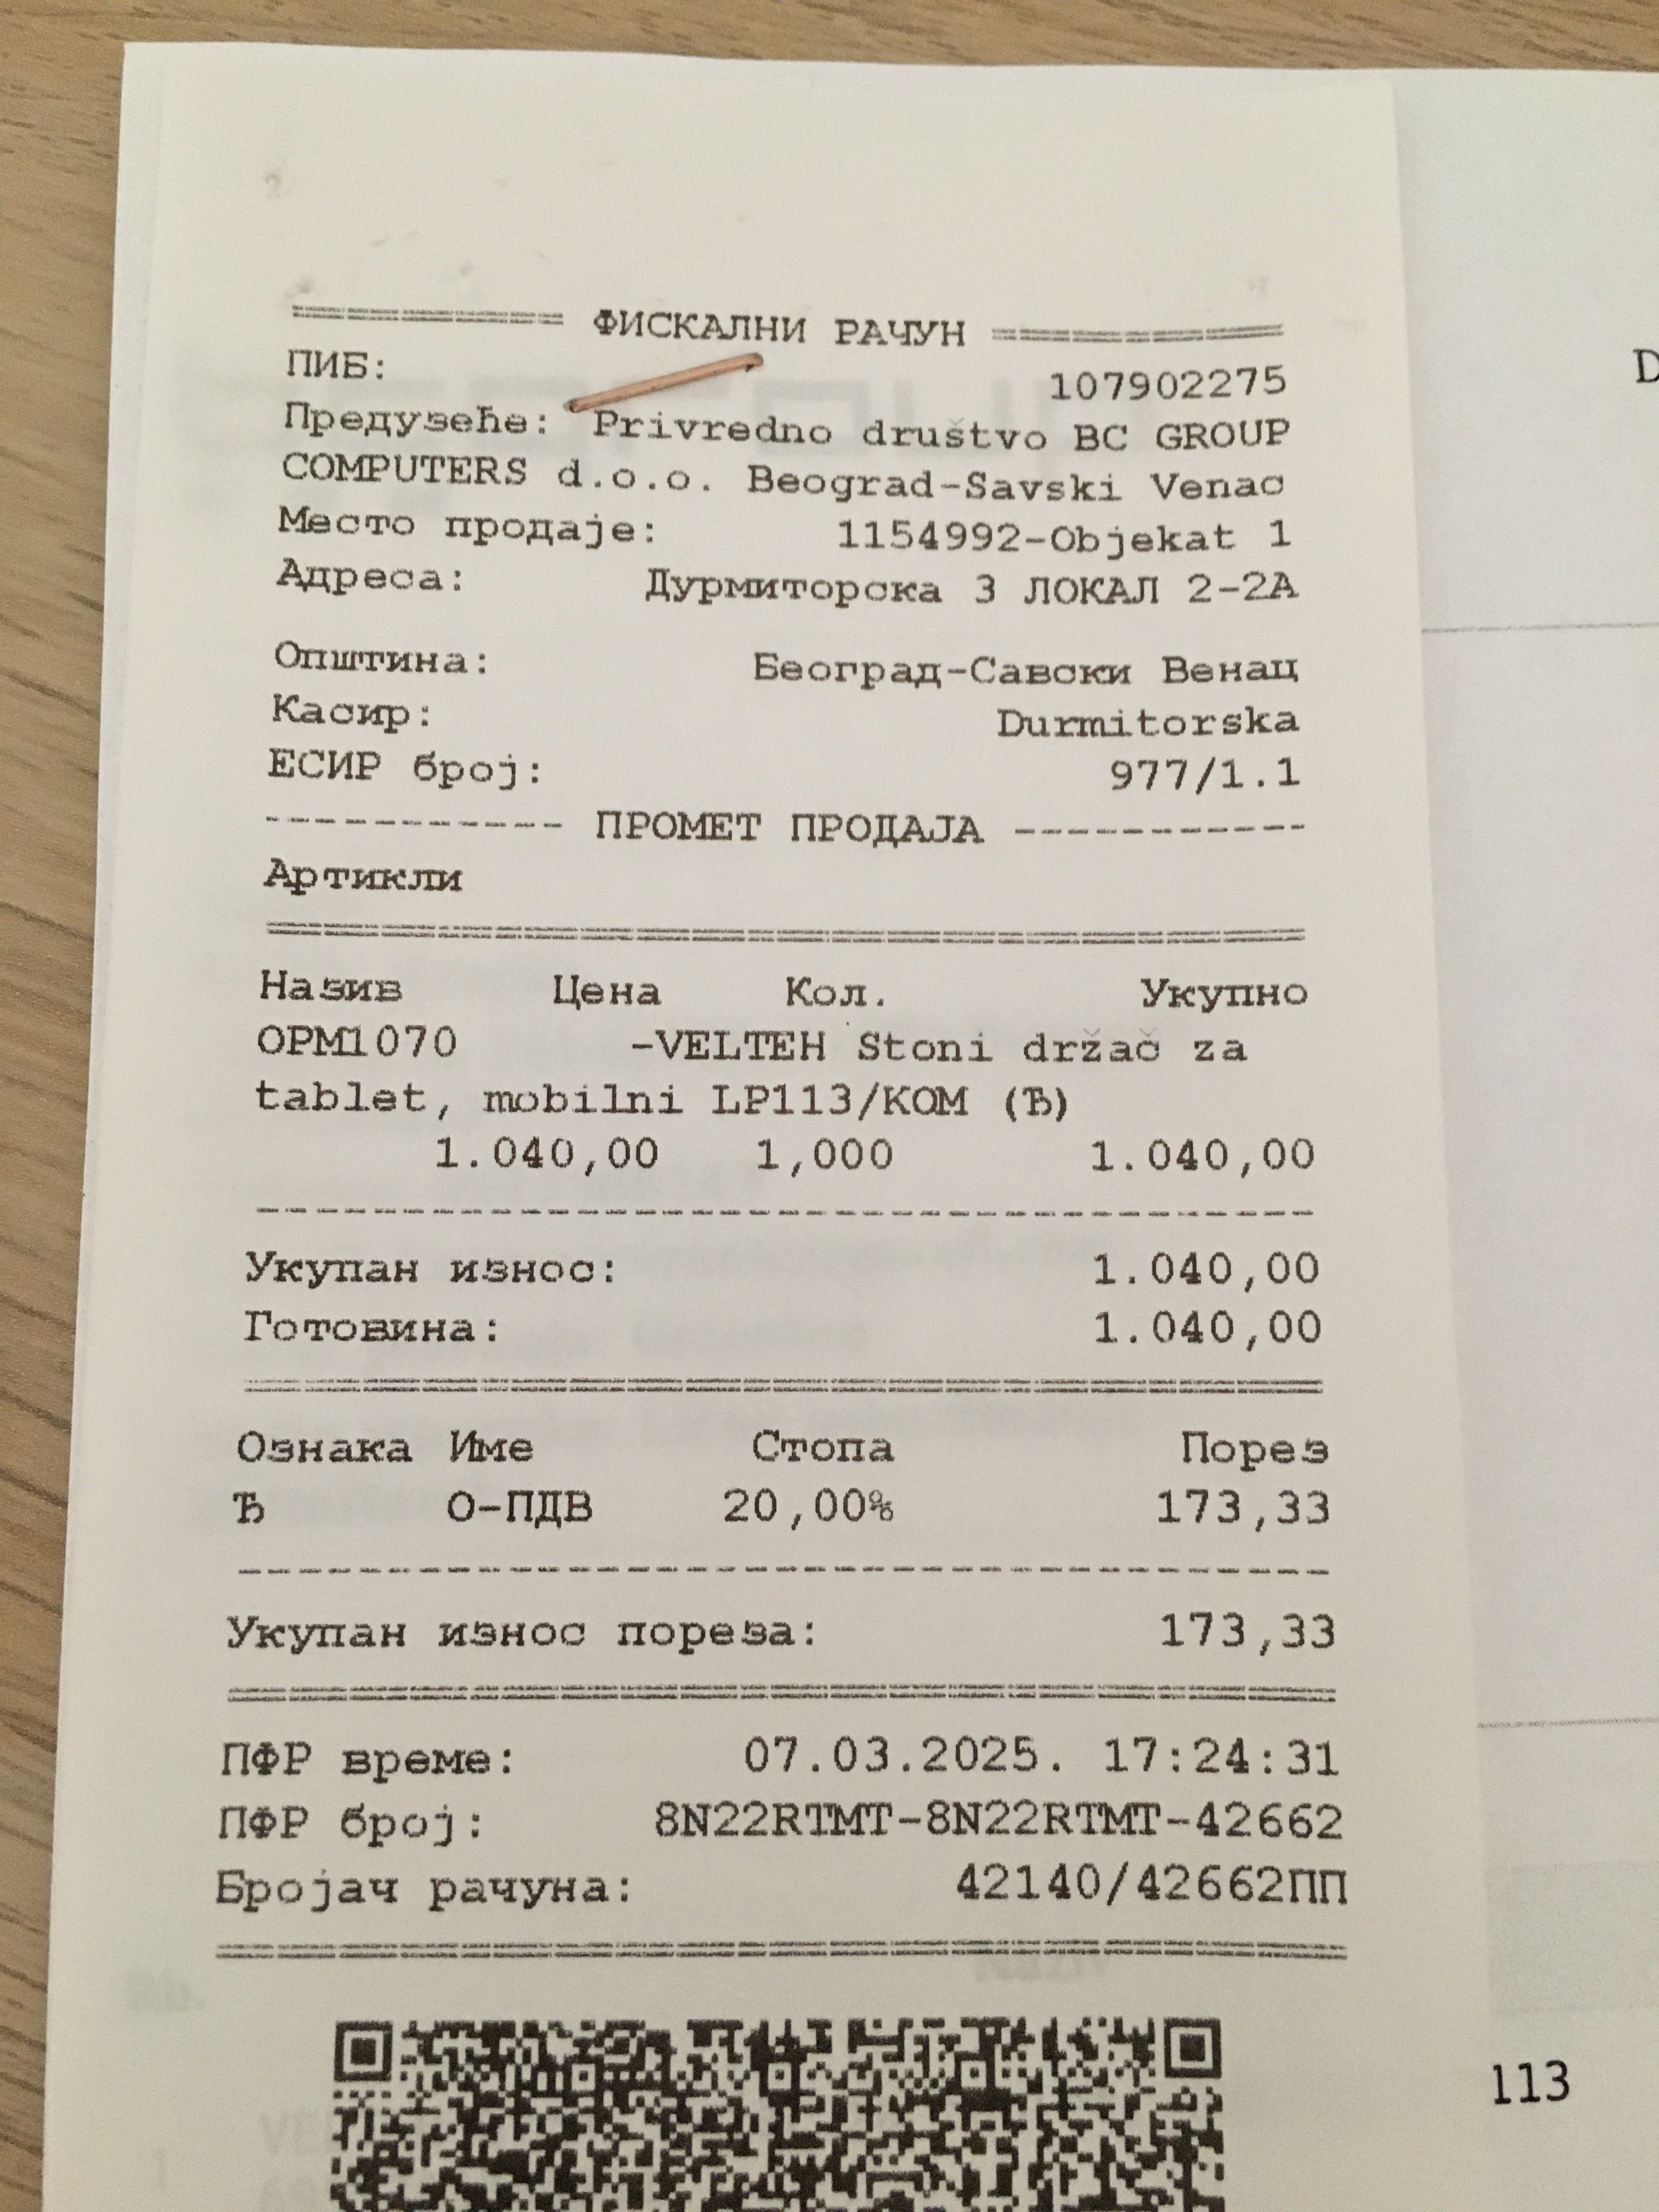 ============ ФИСКАЛНИ РАЧУН ============
ПИБ: 107902275
Предузеће: Privredno društvo BC GROUP
COMPUTERS d.o.o. Beograd-Savski Venac
Место продаје: 1154992-Objekat 1
Адреса: Дурмиторска 3 ЛОКАЛ 2-2А
Општина: Београд-Савски Венац
Касир: Durmitorska
ЕСИР број: 977/1.1
----------- ПРОМЕТ ПРОДАЈА -----------
Артикли
Назив Цена Кол. Укупно
OPM1070 -VELTEH Stoni držač za
tablet, mobilni LP113/KOM (Ђ)
1.040,00 1,000 1.040,00
Укупан износ: 1.040,00
Готовина: 1.040,00
Ознака Име Стопа Порез
Ђ О-ПДВ 20,00% 173,33
Укупан износ пореза: 173,33
ПФР време: 07.03.2025. 17:24:31
ПФР број: 8N22RTMT-8N22RTMT-42662
Бројач рачуна: 42140/42662ПП
113